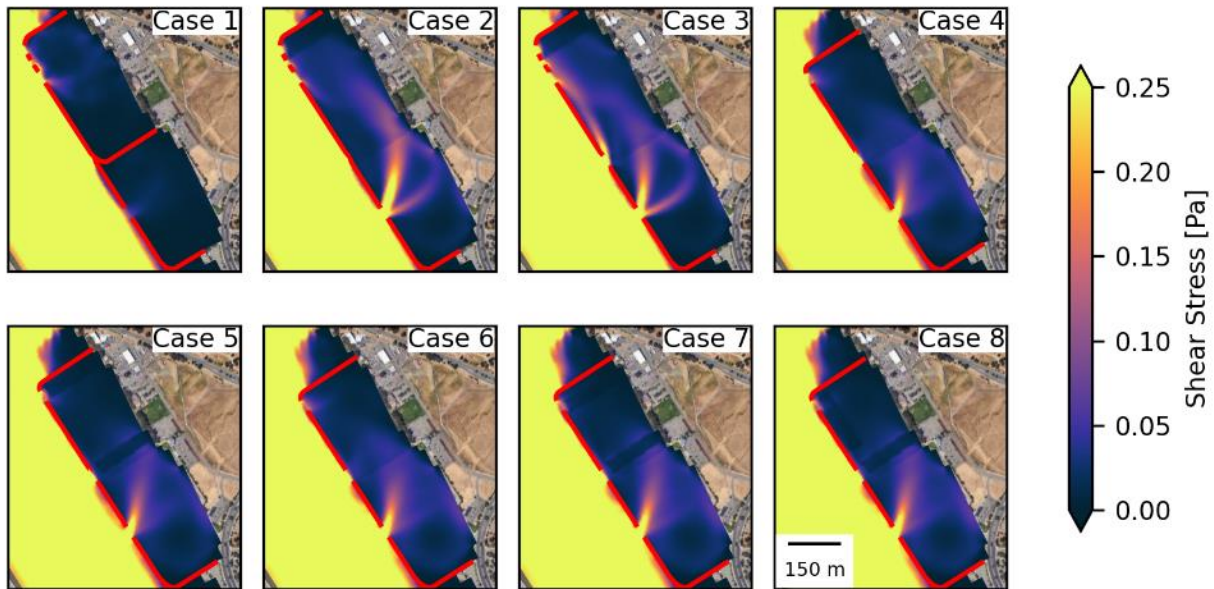 Case 1
Case 2
Case 3
Case 4
Case 5
Case 6
Case 7
Case 8
150 m
0.25
0.20
0.15
0.10
0.05
0.00
Shear Stress [Pa]